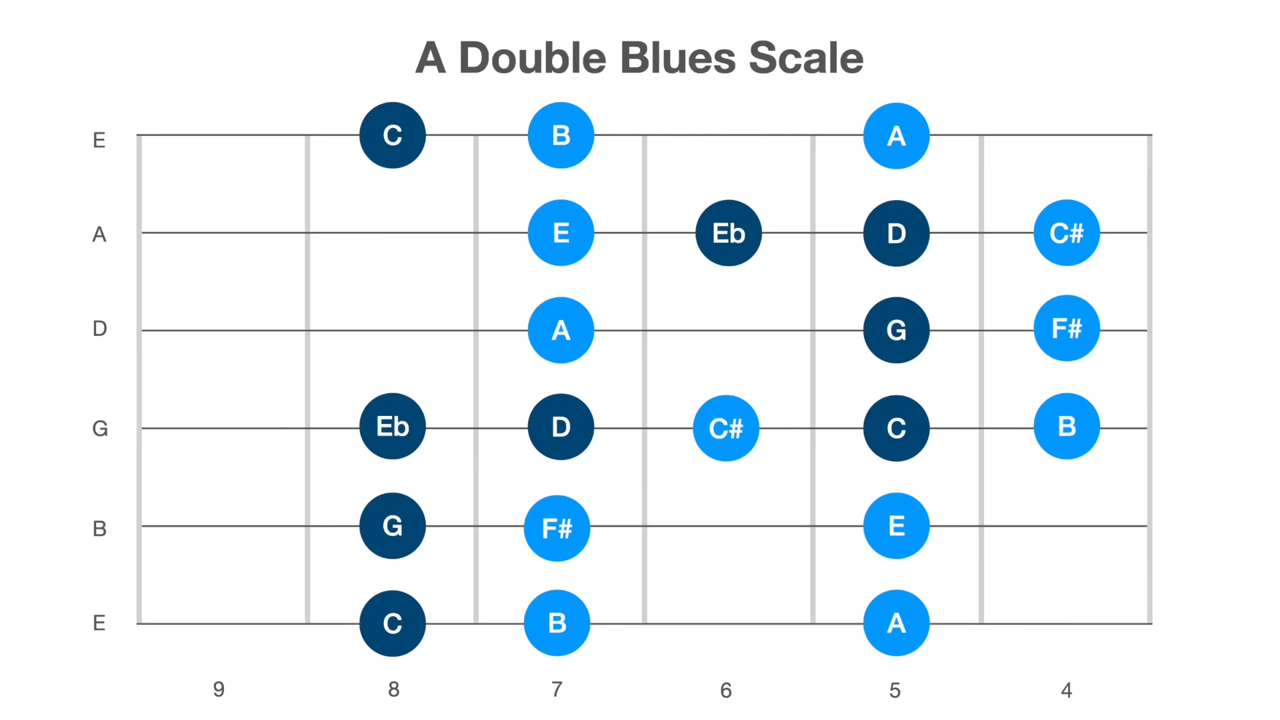 A Double Blues Scale
E C B A
A E Eb D C#
D A G F#
G Eb D C# C B
B G F# E
E C B A
9 8 7 6 5 4